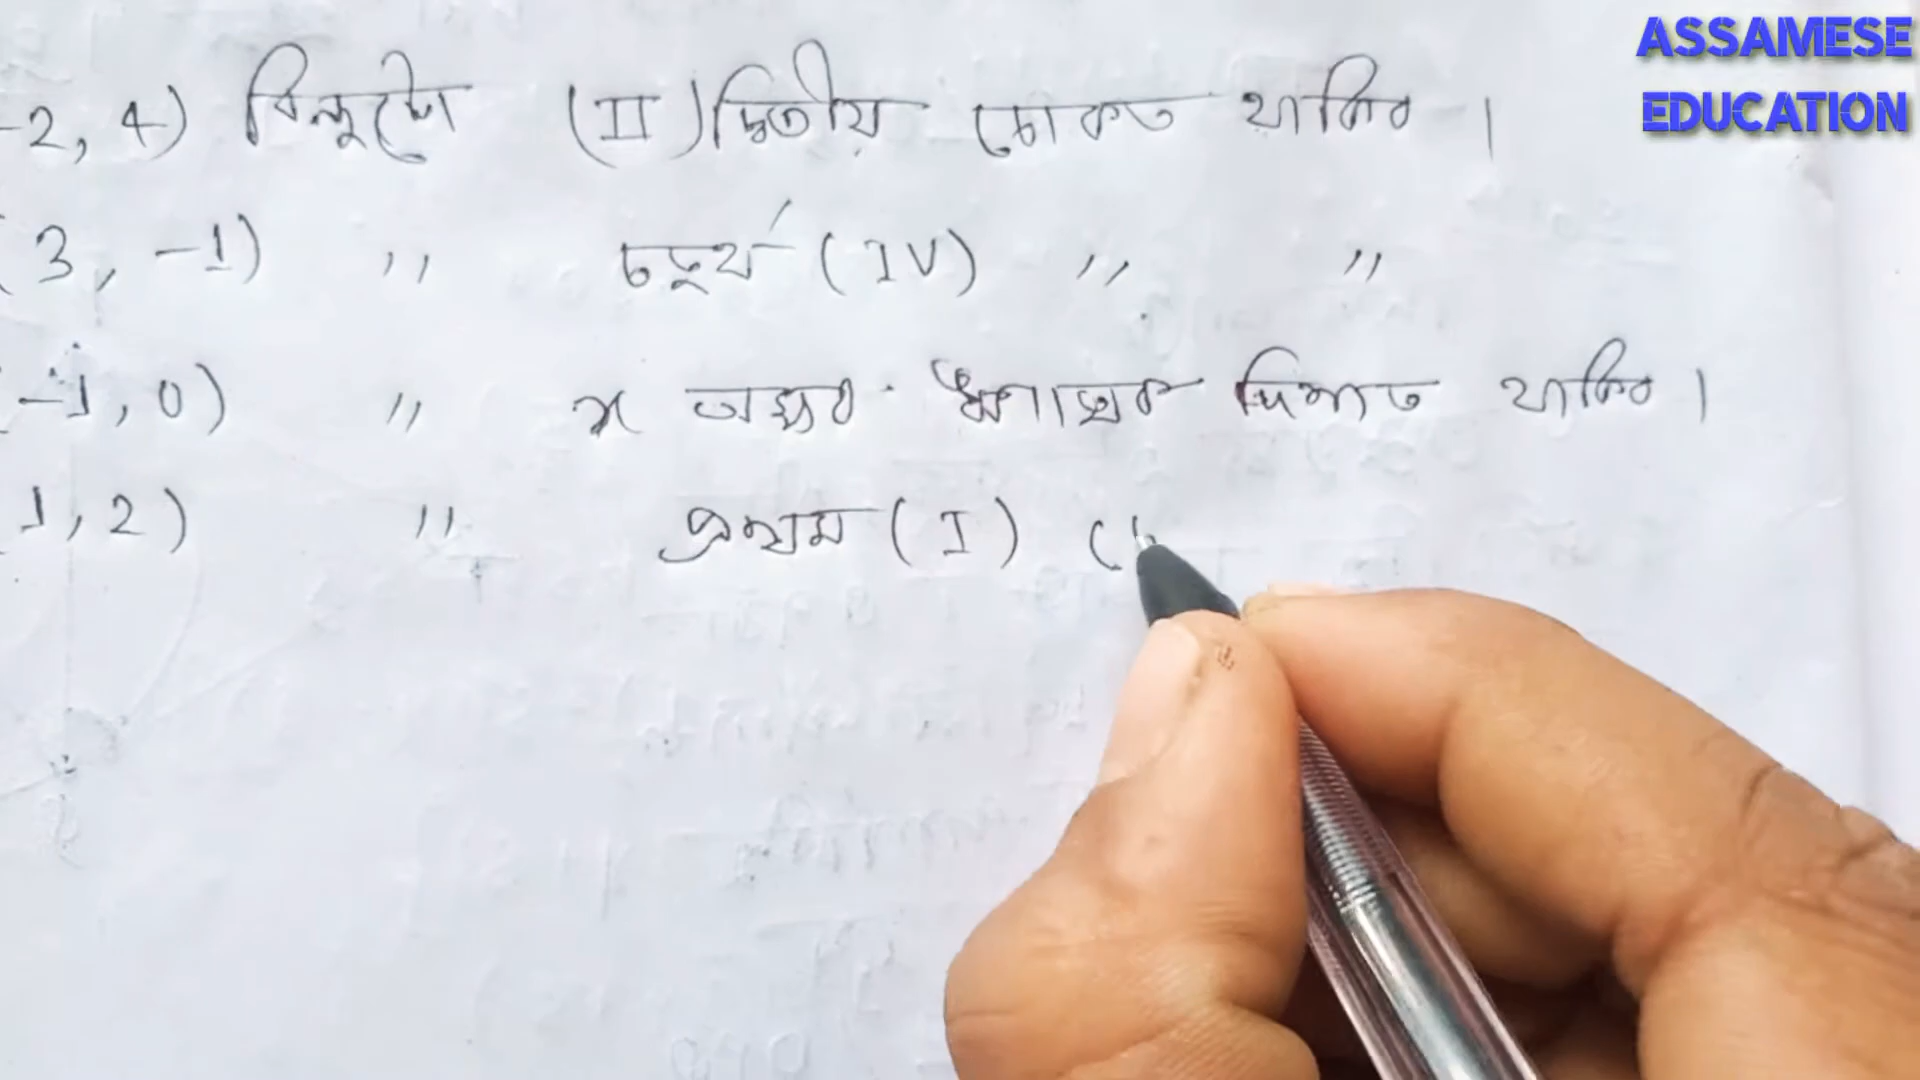 ASSAMESE
EDUCATION
-2, 4) বিন্দুটো (II) দ্বিতীয় চোকত থাকিব ।
(3, -1) " চতুৰ্থ (IV) " "
(-1, 0) " x অক্ষৰ ঋণাত্মক দিশত থাকিব ।
1, 2) " প্ৰথম (I)